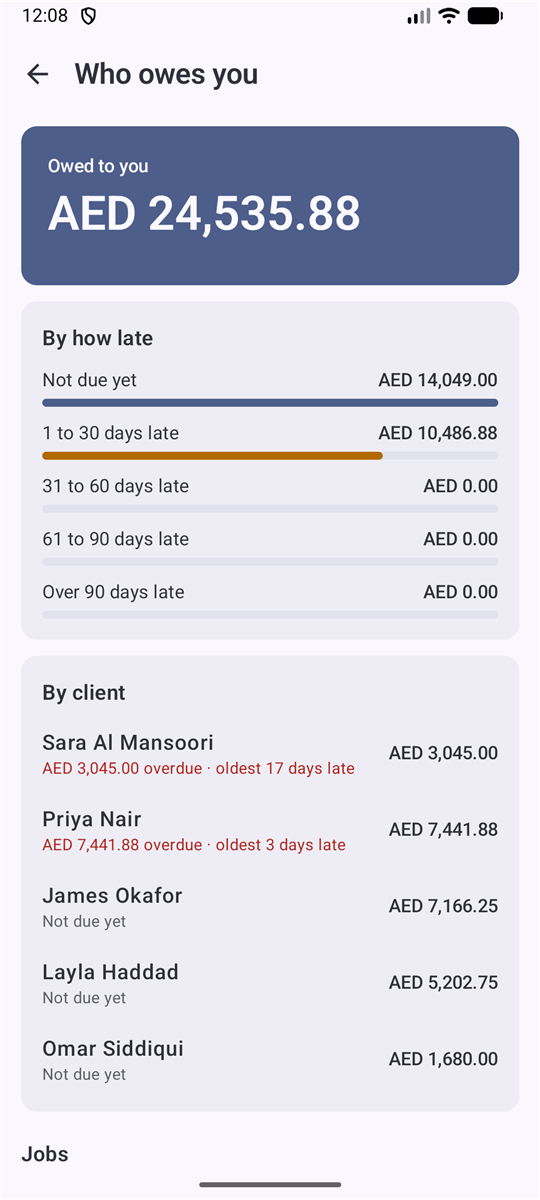 12:08
Who owes you
Owed to you
AED 24,535.88
By how late
Not due yet AED 14,049.00
1 to 30 days late AED 10,486.88
31 to 60 days late AED 0.00
61 to 90 days late AED 0.00
Over 90 days late AED 0.00
By client
Sara Al Mansoori AED 3,045.00
AED 3,045.00 overdue · oldest 17 days late
Priya Nair AED 7,441.88
AED 7,441.88 overdue · oldest 3 days late
James Okafor AED 7,166.25
Not due yet
Layla Haddad AED 5,202.75
Not due yet
Omar Siddiqui AED 1,680.00
Not due yet
Jobs